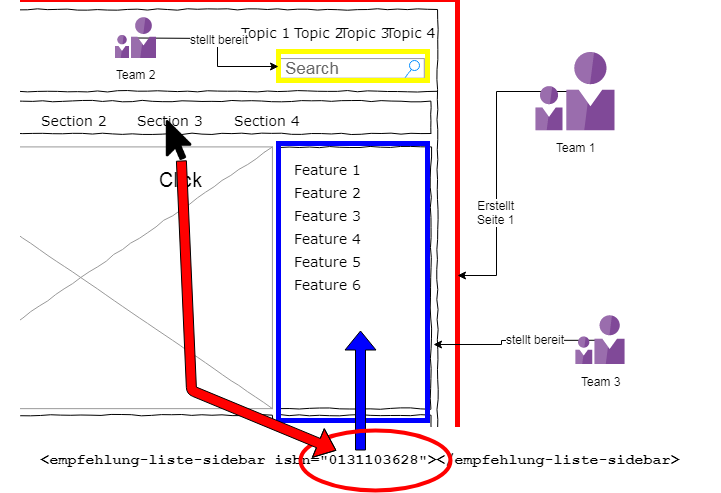 Topic 1 Topic 2 Topic 3 Topic 4
stellt bereit
Search
Team 2
Section 2 Section 3 Section 4
Team 1
Click
Feature 1
Feature 2
Feature 3
Feature 4
Feature 5
Feature 6
Erstellt
Seite 1
stellt bereit
Team 3
<empfehlung-liste-sidebar isbn="0131103628"></empfehlung-liste-sidebar>